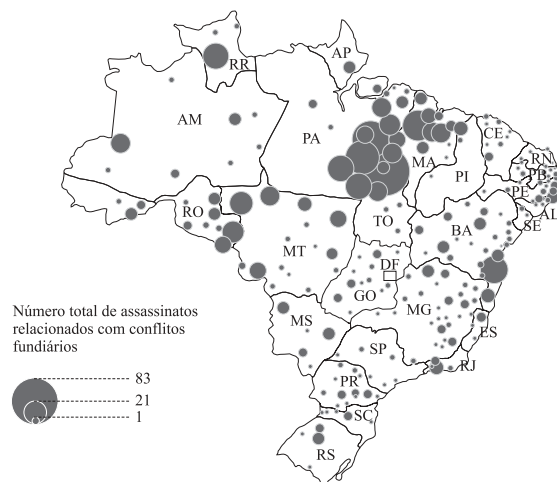 AP
RR
AM
PA
MA
CE
RN
PB
PE
AL
SE
PI
TO
RO
BA
MT
DF
GO
MG
ES
MS
SP
RJ
PR
SC
RS
Número total de assassinatos
relacionados com conflitos
fundiários
83
21
1